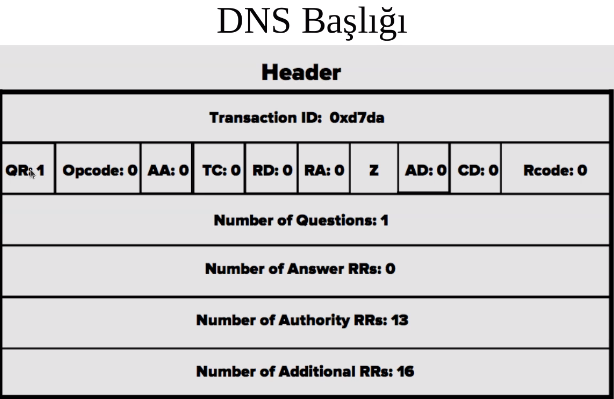 DNS Başlığı
Header
Transaction ID: 0xd7da
QR: 1 Opcode: 0 AA: 0 TC: 0 RD: 0 RA: 0 Z AD: 0 CD: 0 Rcode: 0
Number of Questions: 1
Number of Answer RRs: 0
Number of Authority RRs: 13
Number of Additional RRs: 16